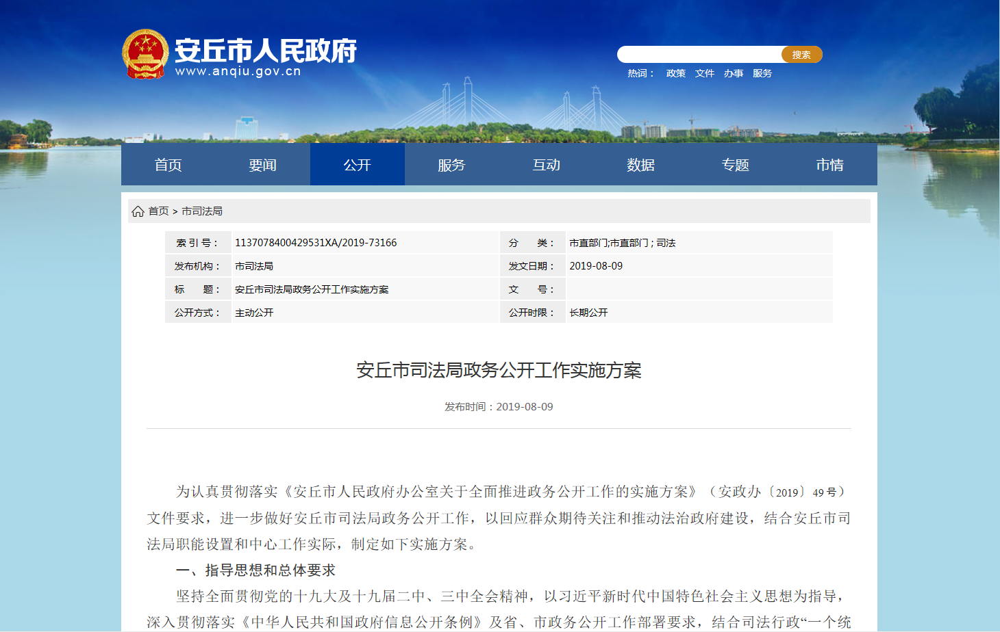 安丘市人民政府
www.anqiu.gov.cn
搜索
热词： 政策 文件 办事 服务
首页 要闻 公开 服务 互动 数据 专题 市情
首页 > 市司法局
索 引 号： 1137078400429531XA/2019-73166 分 类： 市直部门;市直部门 ; 司法
发布机构： 市司法局 发文日期： 2019-08-09
标 题： 安丘市司法局政务公开工作实施方案 文 号：
公开方式： 主动公开 公开时限： 长期公开
安丘市司法局政务公开工作实施方案
发布时间：2019-08-09
为认真贯彻落实《安丘市人民政府办公室关于全面推进政务公开工作的实施方案》（安政办〔2019〕49号）
文件要求，进一步做好安丘市司法局政务公开工作，以回应群众期待关注和推动法治政府建设，结合安丘市司
法局职能设置和中心工作实际，制定如下实施方案。
一、指导思想和总体要求
坚持全面贯彻党的十九大及十九届二中、三中全会精神，以习近平新时代中国特色社会主义思想为指导，
深入贯彻落实《中华人民共和国政府信息公开条例》及省、市政务公开工作部署要求，结合司法行政“一个统